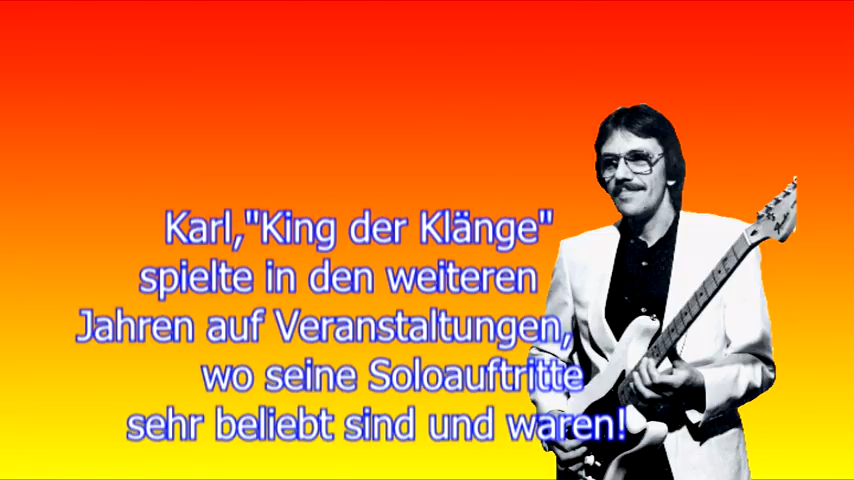 Karl,"King der Klänge"
spielte in den weiteren
Jahren auf Veranstaltungen,
wo seine Soloauftritte
sehr beliebt sind und waren!